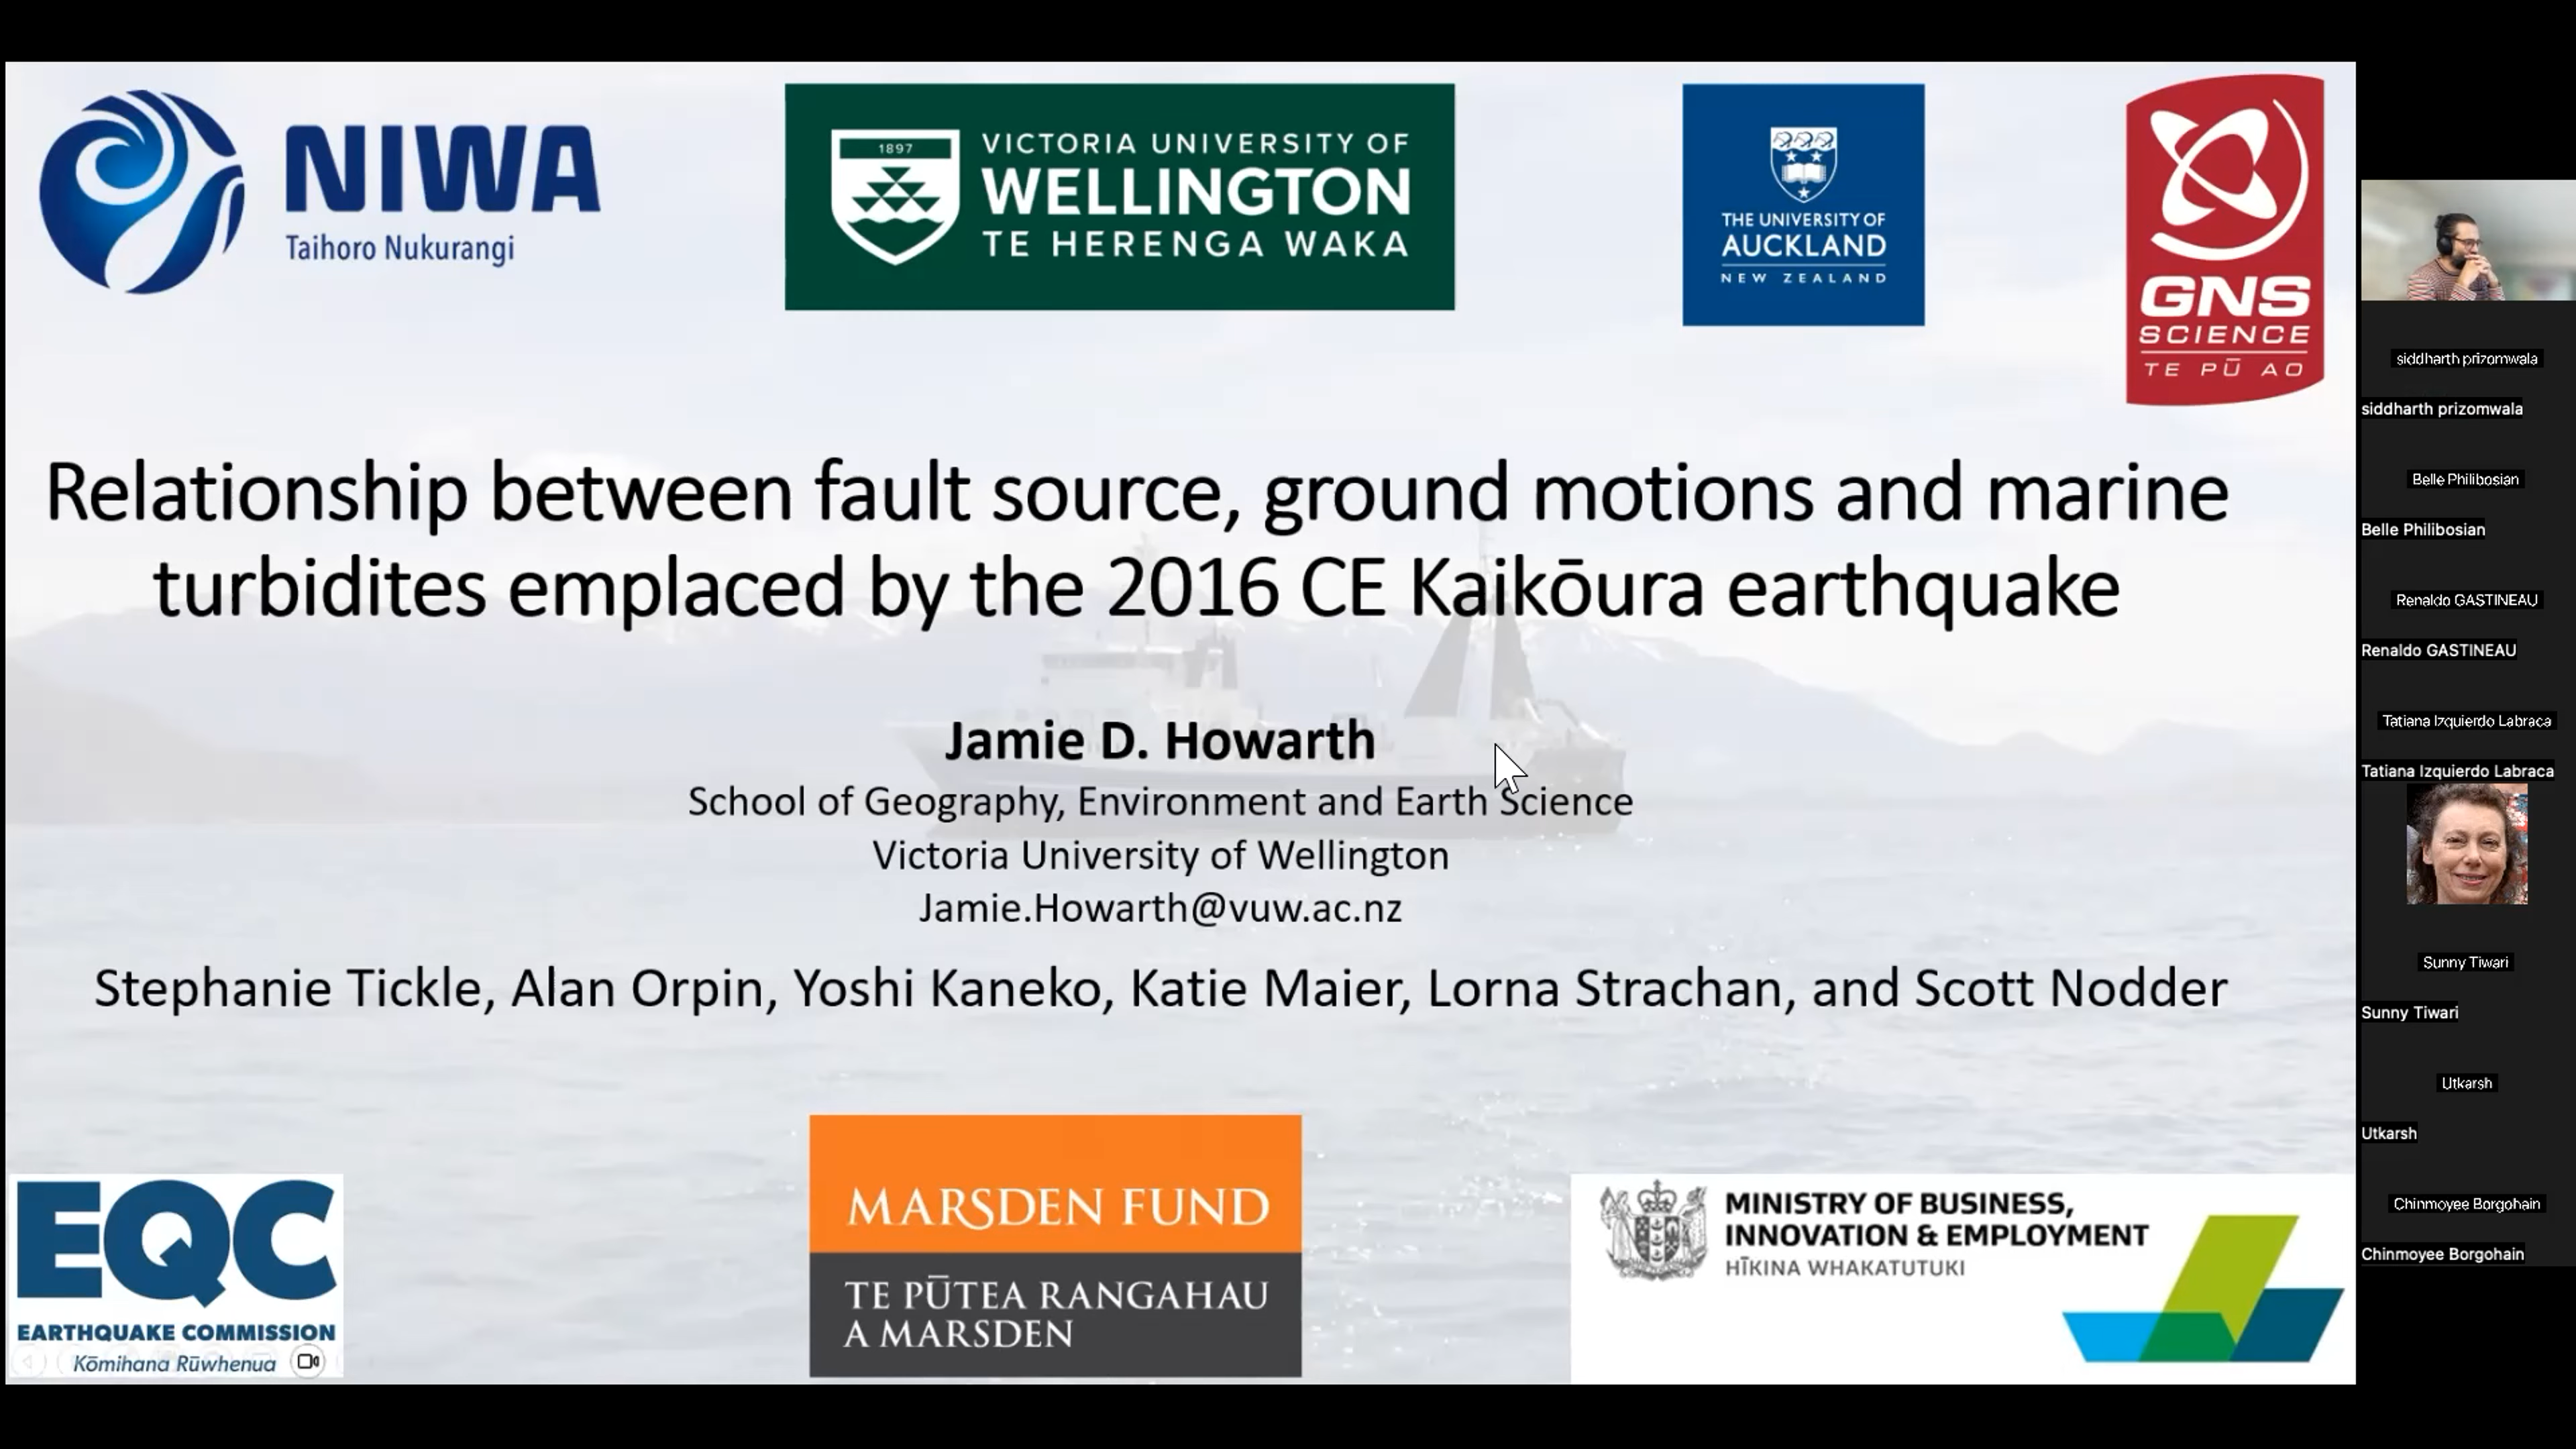 NIWA
Taihoro Nukurangi
1897
VICTORIA UNIVERSITY OF
WELLINGTON
TE HERENGA WAKA
THE UNIVERSITY OF
AUCKLAND
NEW ZEALAND
GNS
SCIENCE
TE PŪ AO
Relationship between fault source, ground motions and marine
turbidites emplaced by the 2016 CE Kaikōura earthquake
Jamie D. Howarth
School of Geography, Environment and Earth Science
Victoria University of Wellington
Jamie.Howarth@vuw.ac.nz
Stephanie Tickle, Alan Orpin, Yoshi Kaneko, Katie Maier, Lorna Strachan, and Scott Nodder
EQC
EARTHQUAKE COMMISSION
Kōmihana Rūwhenua
MARSDEN FUND
TE PŪTEA RANGAHAU
A MARSDEN
MINISTRY OF BUSINESS,
INNOVATION & EMPLOYMENT
HĪKINA WHAKATUTUKI
siddharth prizomwala
siddharth prizomwala
Belle Philibosian
Belle Philibosian
Renaldo GASTINEAU
Renaldo GASTINEAU
Tatiana Izquierdo Labraca
Tatiana Izquierdo Labraca
Sunny Tiwari
Sunny Tiwari
Utkarsh
Utkarsh
Chinmoyee Borgohain
Chinmoyee Borgohain